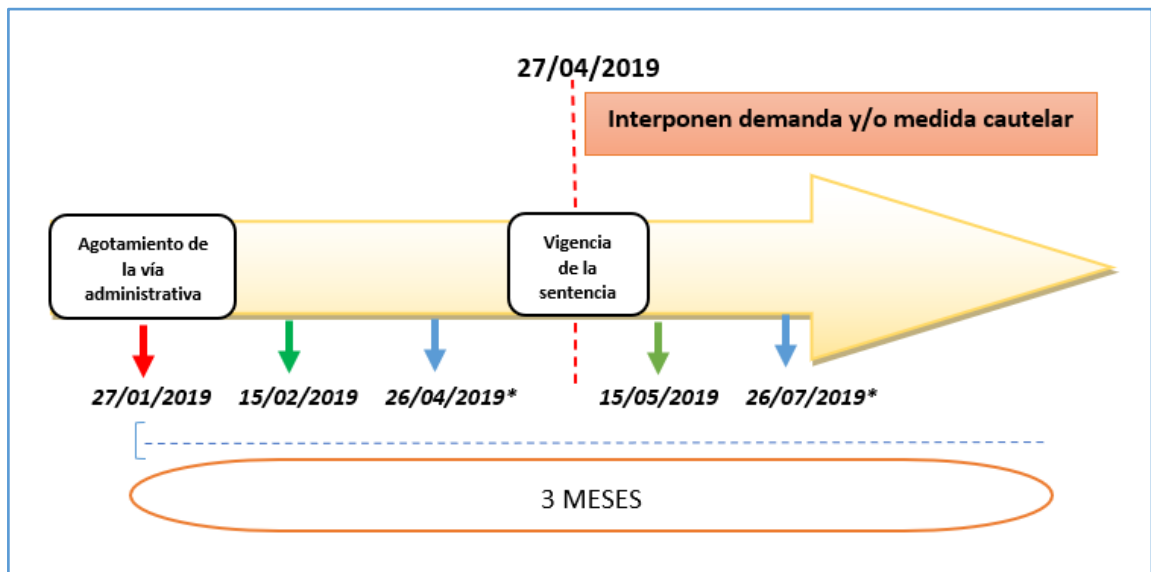 27/04/2019
Interponen demanda y/o medida cautelar
Agotamiento de
la vía
administrativa
Vigencia
de la
sentencia
27/01/2019 15/02/2019 26/04/2019* 15/05/2019 26/07/2019*
3 MESES